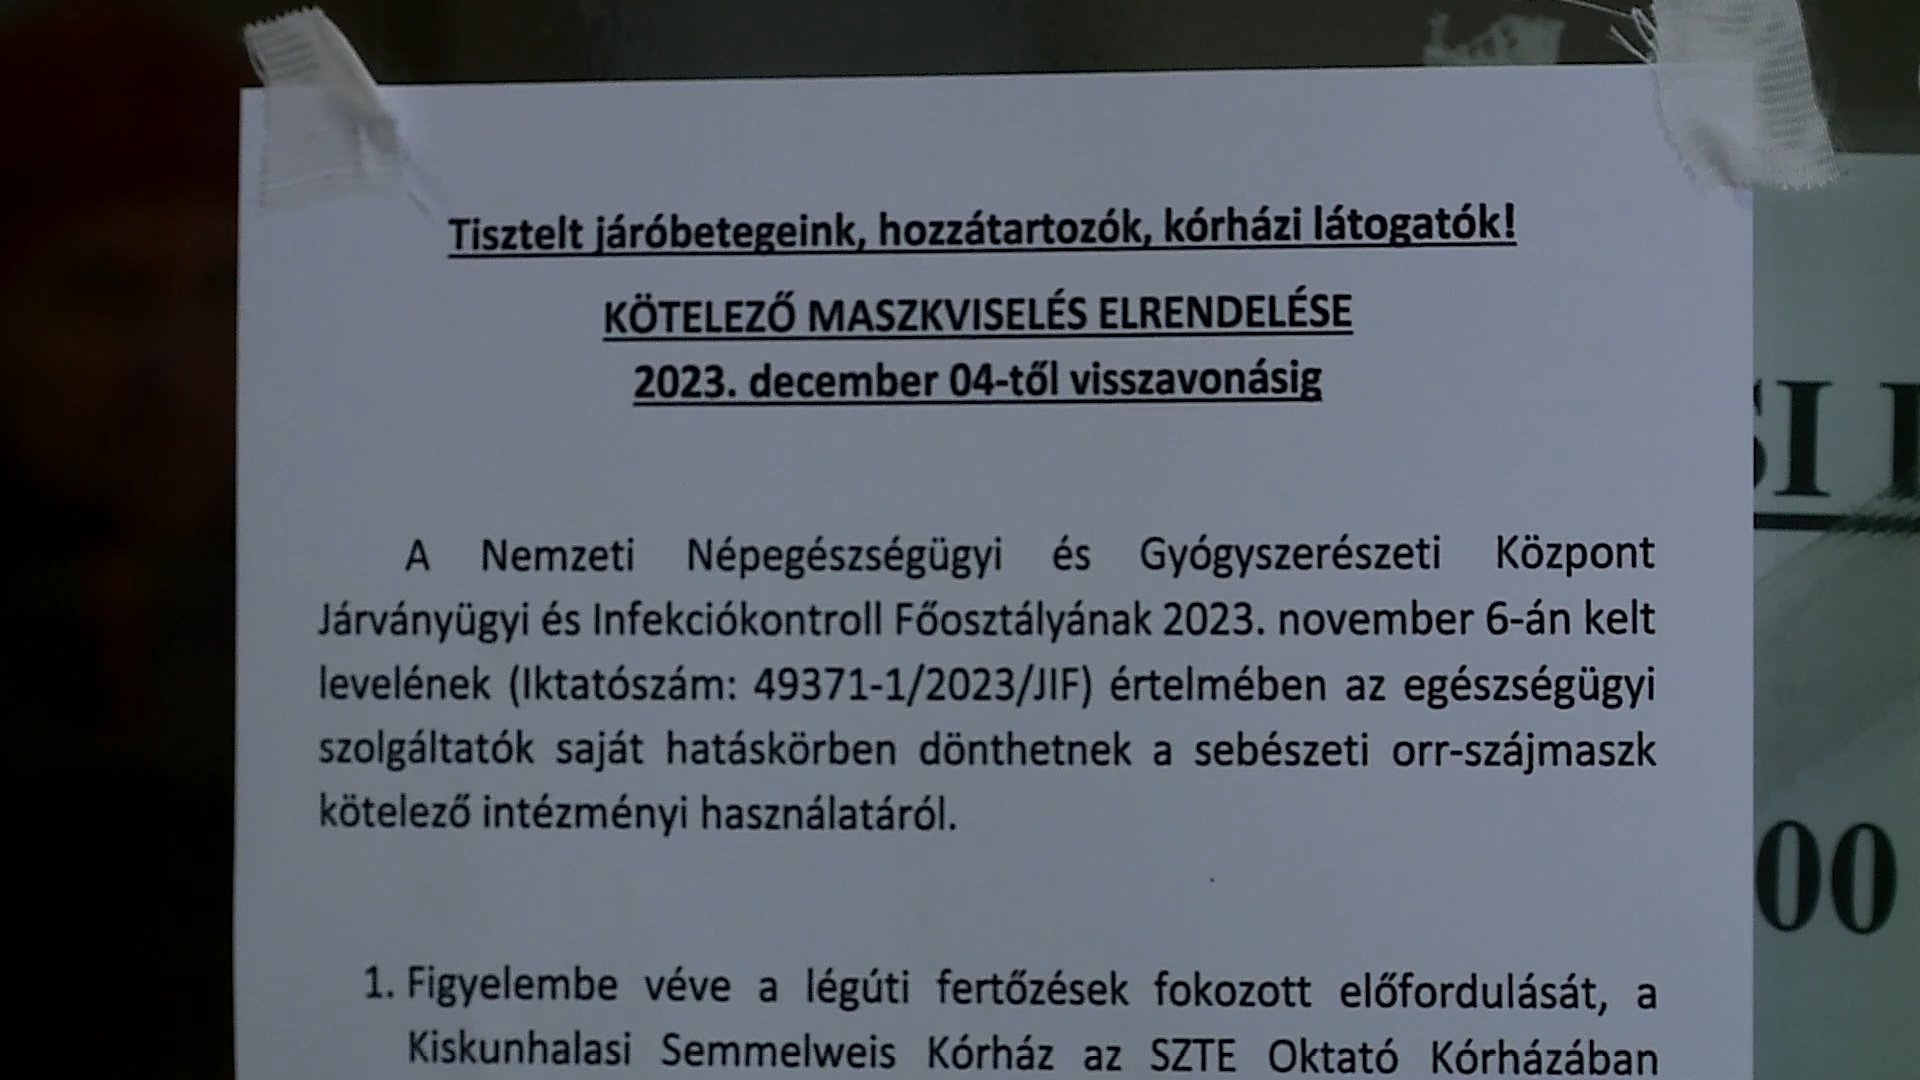 Tisztelt járóbetegeink, hozzátartozók, kórházi látogatók!
KÖTELEZŐ MASZKVISELÉS ELRENDELÉSE
2023. december 04-től visszavonásig
A Nemzeti Népegészségügyi és Gyógyszerészeti Központ
Járványügyi és Infekciókontroll Főosztályának 2023. november 6-án kelt
levelének (Iktatószám: 49371-1/2023/JIF) értelmében az egészségügyi
szolgáltatók saját hatáskörben dönthetnek a sebészeti orr-szájmaszk
kötelező intézményi használatáról.
1. Figyelembe véve a légúti fertőzések fokozott előfordulását, a
Kiskunhalasi Semmelweis Kórház az SZTE Oktató Kórházában
00